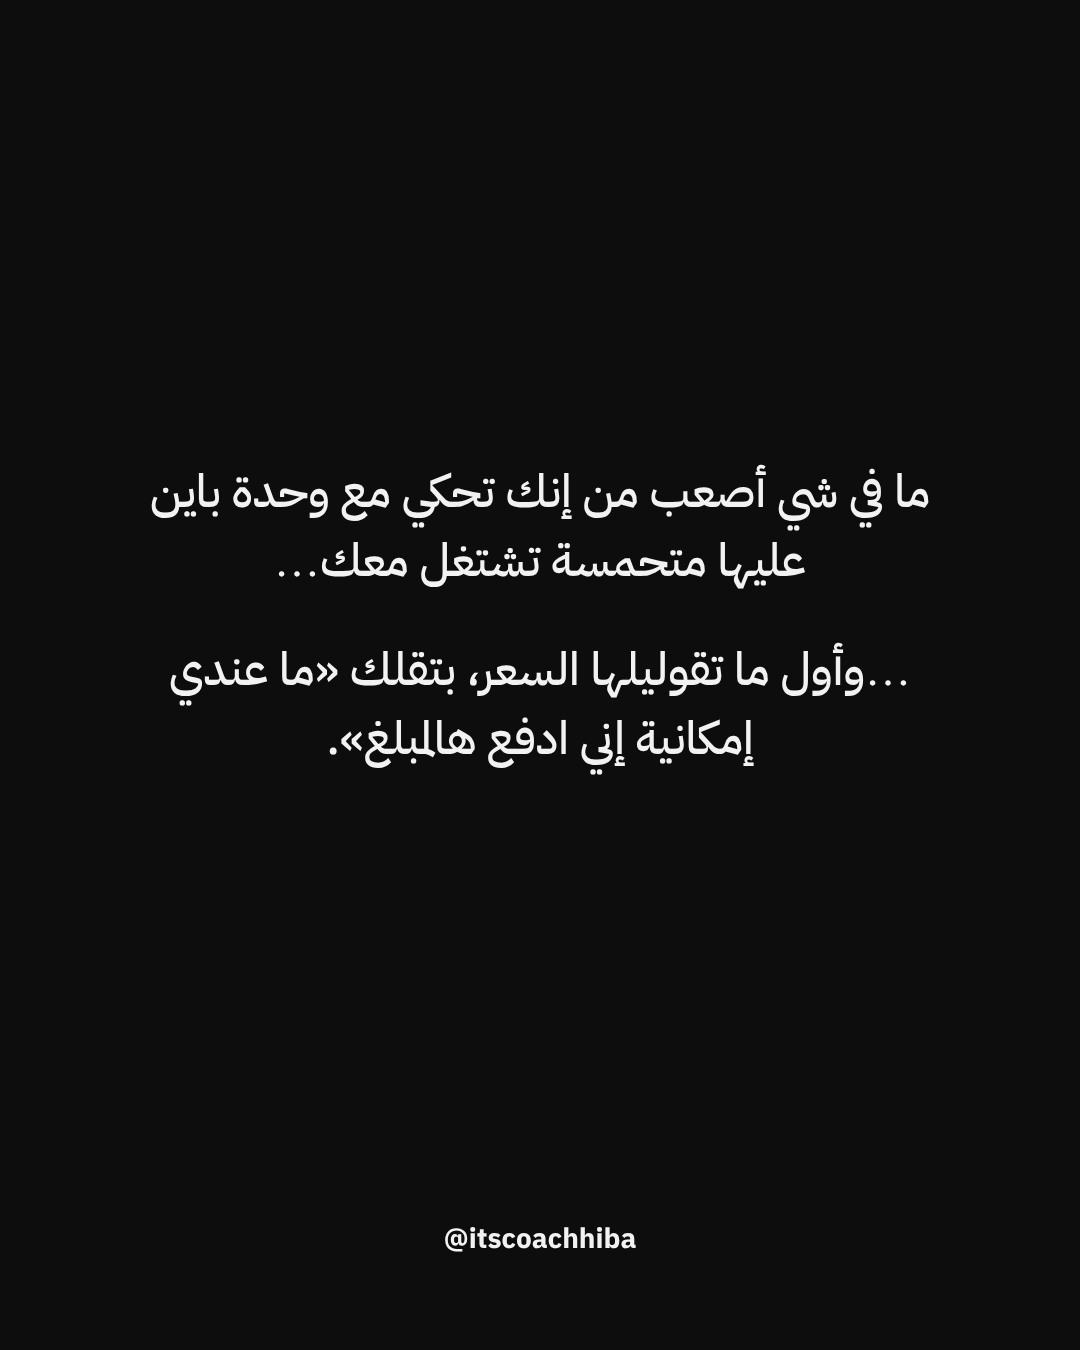 ما في شي أصعب من إنك تحكي مع وحدة باين
عليها متحمسة تشتغل معك...
...وأول ما تقوليلها السعر، بتقلك «ما عندي
إمكانية إني ادفع هالمبلغ».
@itscoachhiba